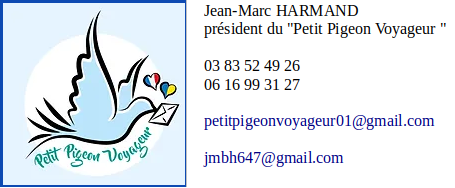 Petit Pigeon Voyageur
Jean-Marc HARMAND
président du "Petit Pigeon Voyageur "
03 83 52 49 26
06 16 99 31 27
petitpigeonvoyageur01@gmail.com
jmbh647@gmail.com